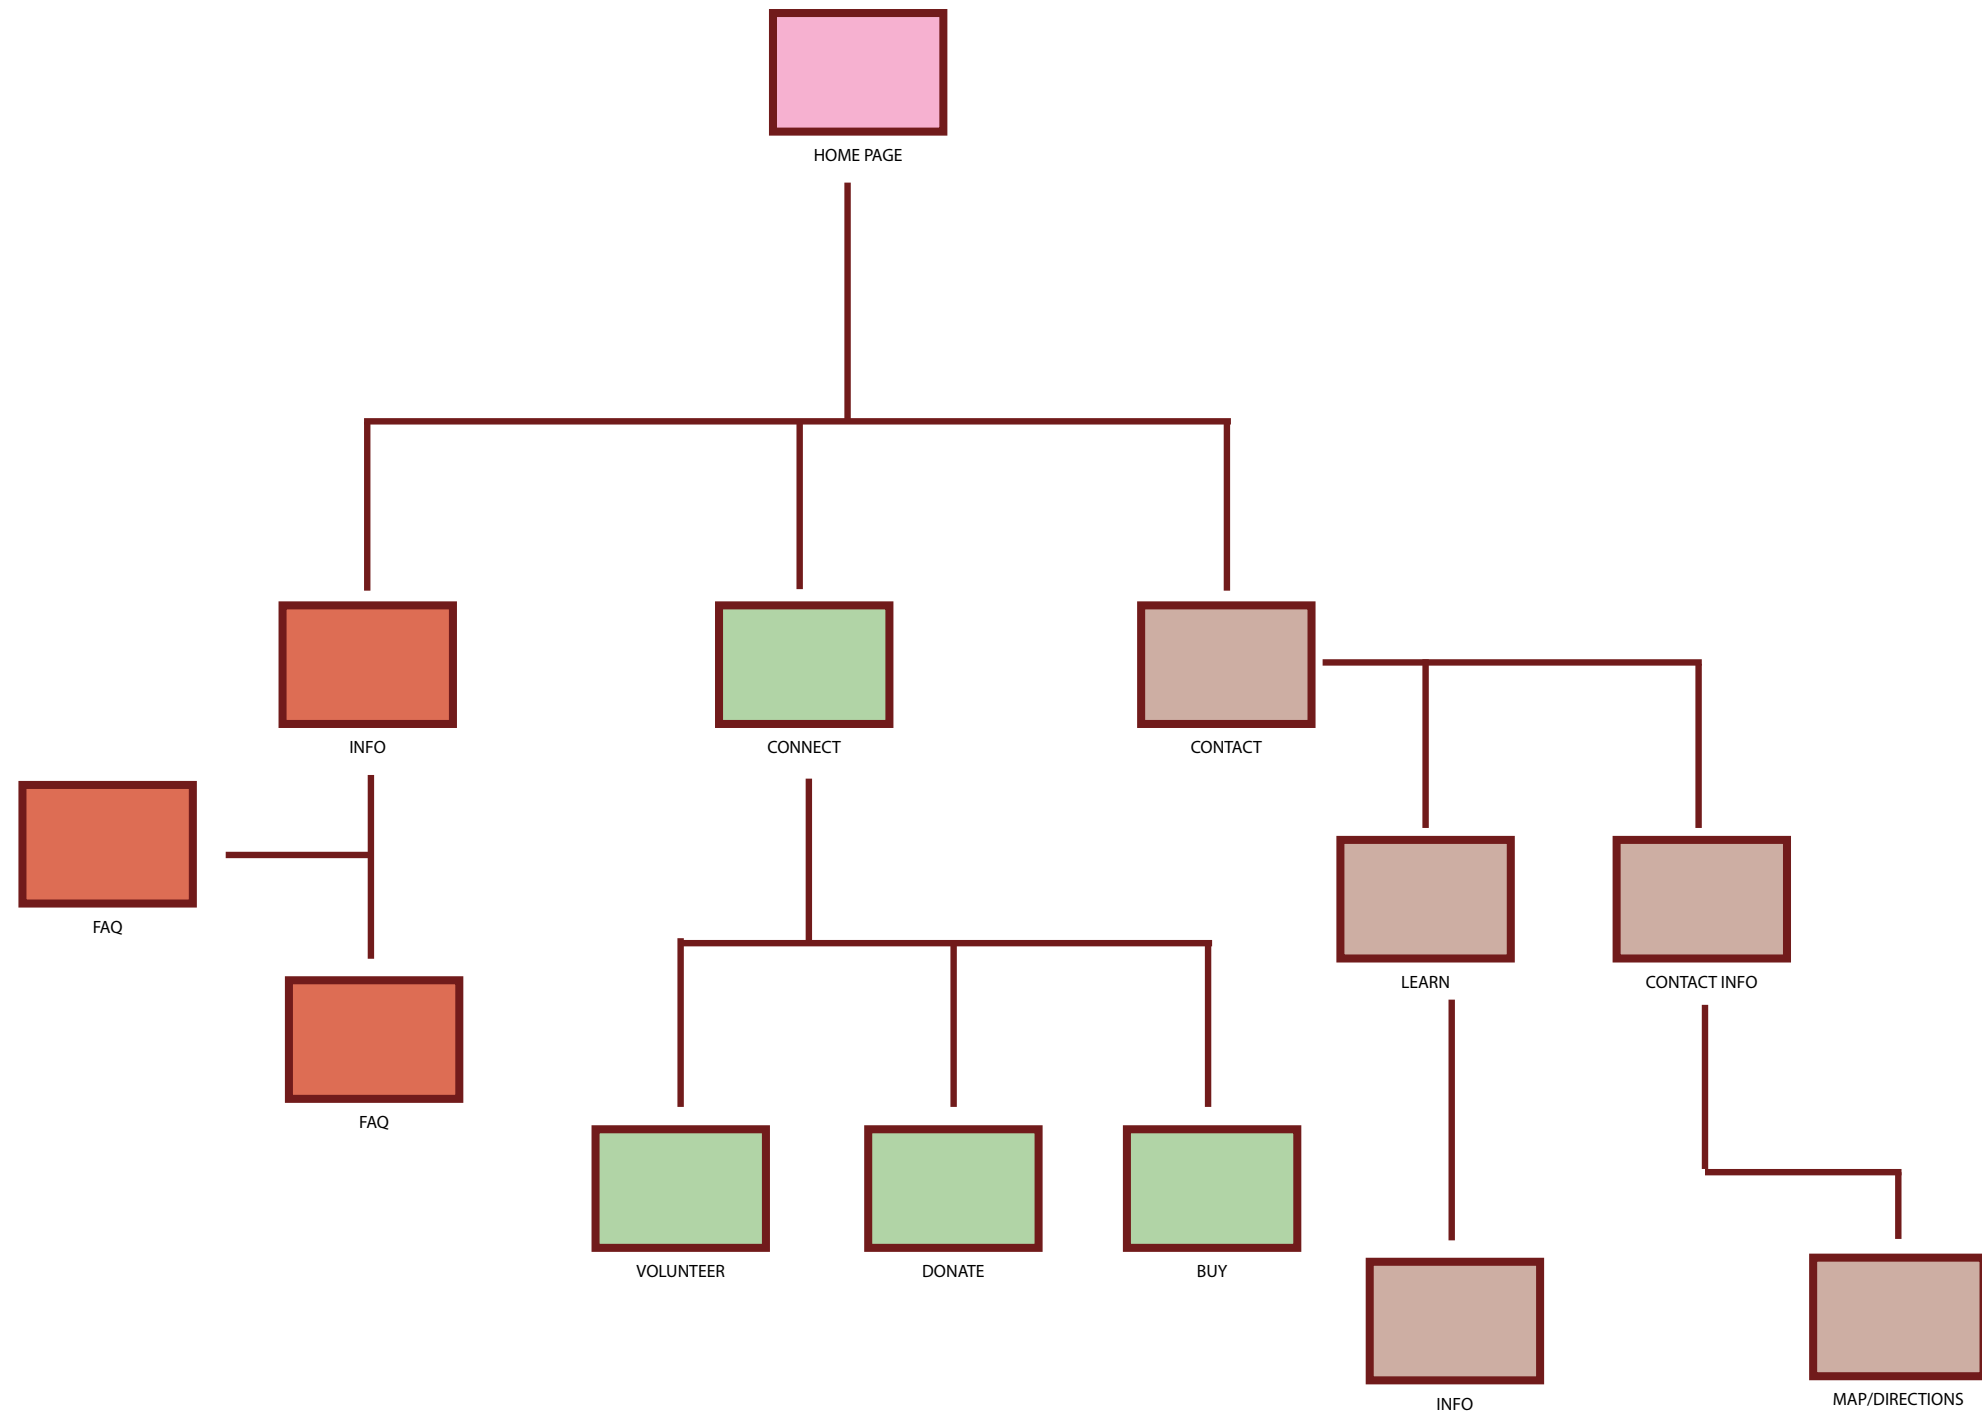 HOME PAGE
INFO
CONNECT
CONTACT
FAQ
LEARN
CONTACT INFO
FAQ
VOLUNTEER
DONATE
BUY
INFO
MAP/DIRECTIONS